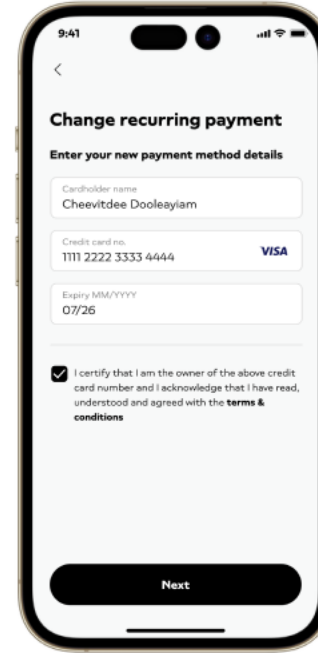 9:41
Change recurring payment
Enter your new payment method details
Cardholder name
Cheevitdee Dooleayiam
Credit card no.
1111 2222 3333 4444
VISA
Expiry MM/YYYY
07/26
I certify that I am the owner of the above credit
card number and I acknowledge that I have read,
understood and agreed with the terms &
conditions
Next